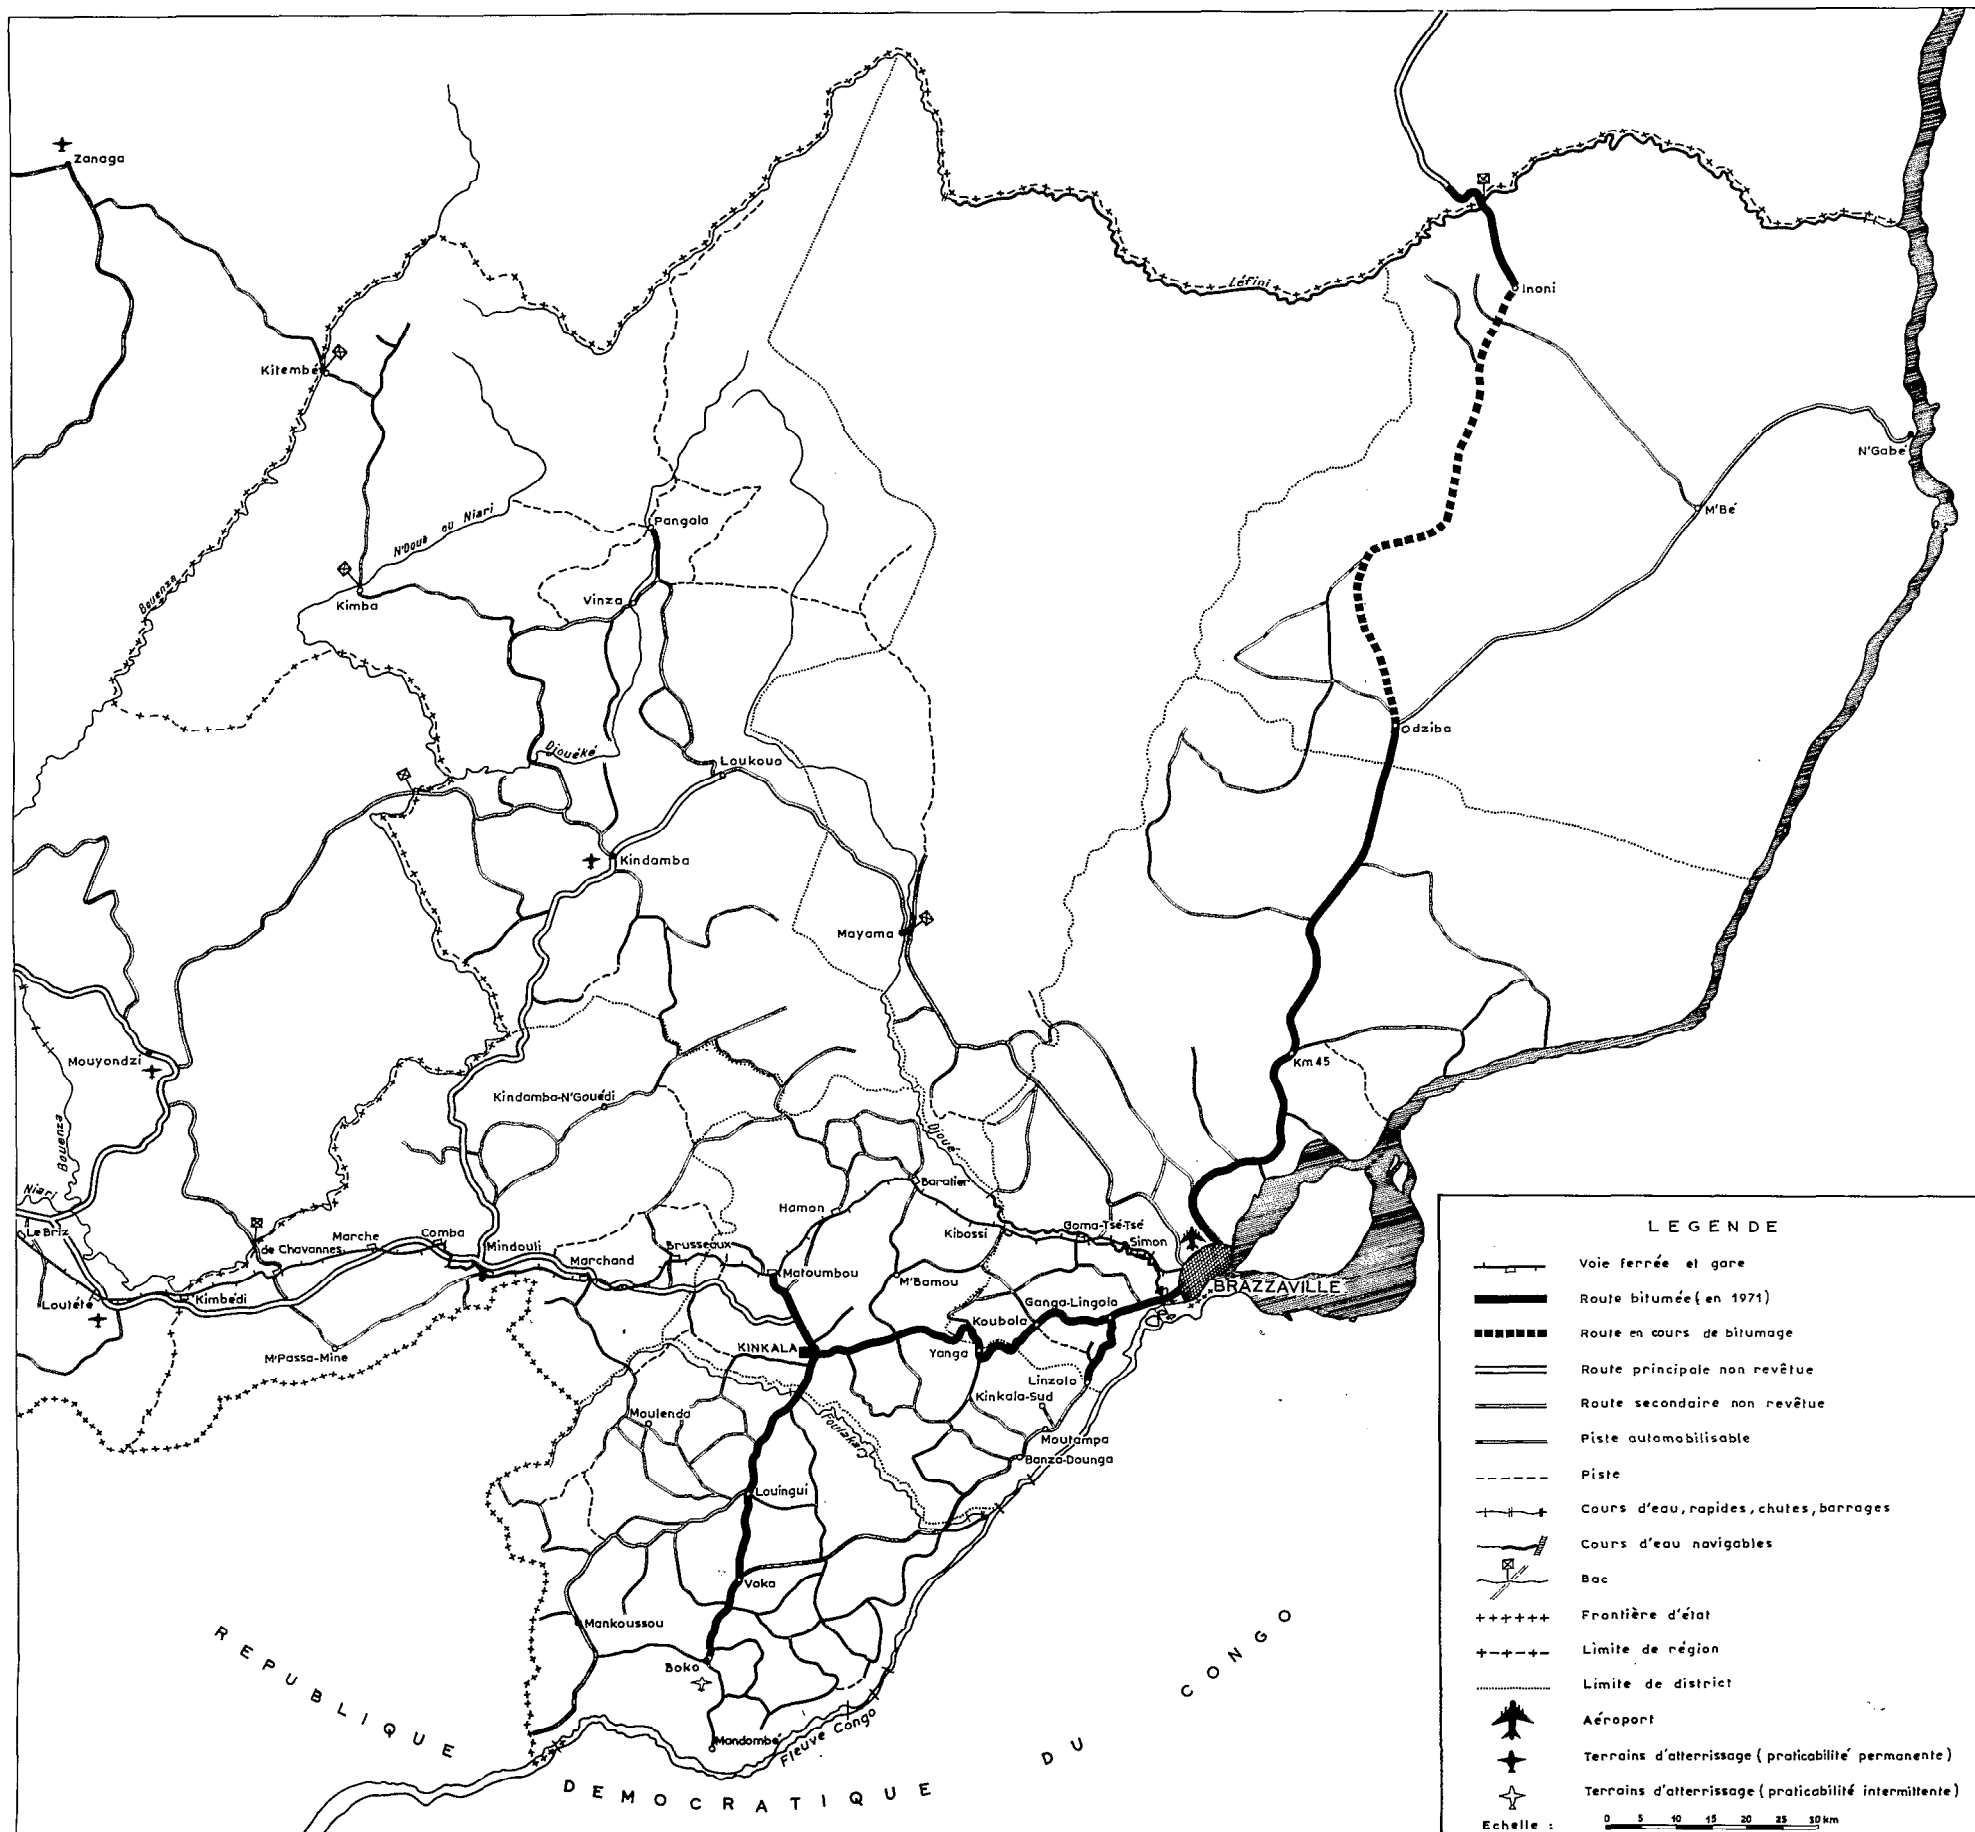 Zanaga
Inoni
Léfini
Kitembé
N'Gabé
M'Bé
N'Doué ou Niari
Pangala
Bouenza
Kimba
Vinza
Odziba
Djouéké
Loukouo
Kindamba
Mayama
Mouyondzi
Km 45
Kindamba-N'Gouédi
Bouenza
Djoué
Niari
Baratier
Hamon
Le Briz
de Chavannes
Marche
Comba
Mindouli
Marchand
Brusseaux
Kibossi
Goma-Tsé-Tsé
Simon
Matoumbou
M'Bamou
BRAZZAVILLE
Loutété
Kimbédi
Ganga-Lingola
Koubola
M'Passa-Mine
KINKALA
Yanga
Linzolo
Kinkala-Sud
Moulenda
Foulakary
Moutampa
Banza-Dounga
Louingui
Voka
Mankoussou
Boko
Mandombé
Fleuve Congo
REPUBLIQUE DEMOCRATIQUE DU CONGO
LEGENDE
Voie ferrée et gare
Route bitumée (en 1971)
Route en cours de bitumage
Route principale non revêtue
Route secondaire non revêtue
Piste automobilisable
Piste
Cours d'eau, rapides, chutes, barrages
Cours d'eau navigables
Bac
Frontière d'état
Limite de région
Limite de district
Aéroport
Terrains d'atterrissage (praticabilité permanente)
Terrains d'atterrissage (praticabilité intermittente)
Echelle : 0 5 10 15 20 25 30 km